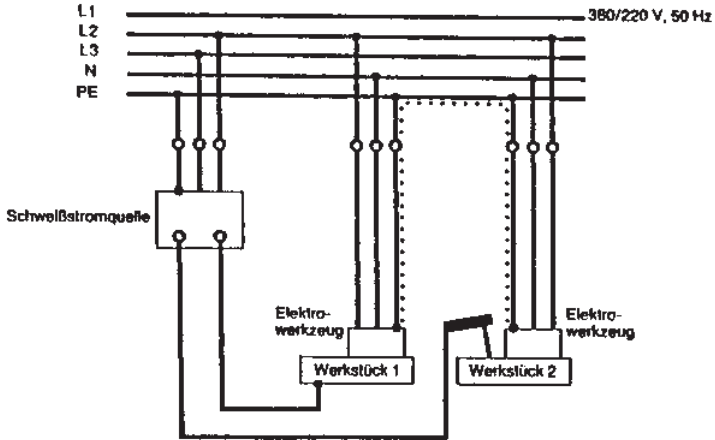 L1
380/220 V, 50 Hz
L2
L3
N
PE
Schweißstromquelle
Elektro-
werkzeug
Elektro-
werkzeug
Werkstück 1
Werkstück 2